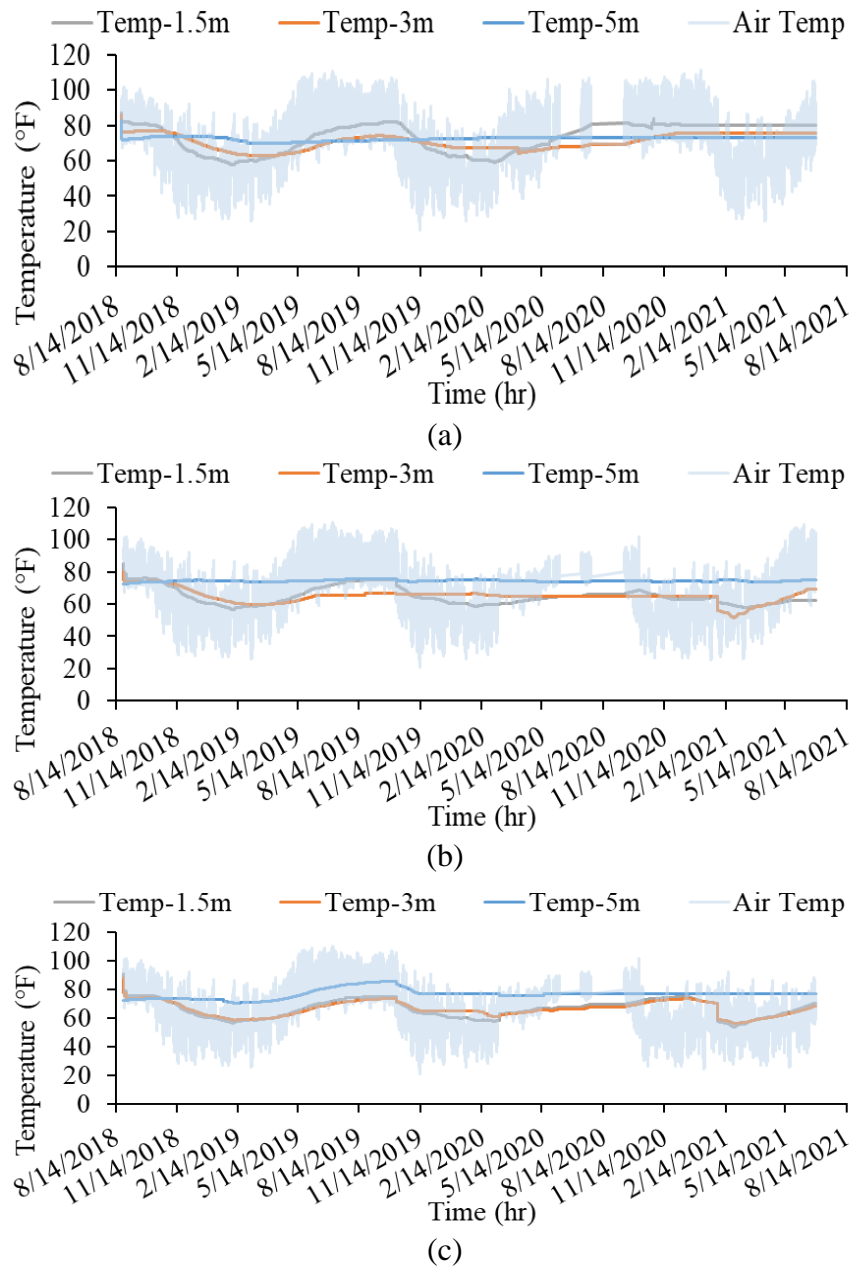 Temp-1.5m Temp-3m Temp-5m Air Temp
120
100
80
60
40
20
0
Temperature (°F)
8/14/2018 11/14/2018 2/14/2019 5/14/2019 8/14/2019 11/14/2019 2/14/2020 5/14/2020 8/14/2020 11/14/2020 2/14/2021 5/14/2021 8/14/2021
Time (hr)
(a)
Temp-1.5m Temp-3m Temp-5m Air Temp
120
100
80
60
40
20
0
Temperature (°F)
8/14/2018 11/14/2018 2/14/2019 5/14/2019 8/14/2019 11/14/2019 2/14/2020 5/14/2020 8/14/2020 11/14/2020 2/14/2021 5/14/2021 8/14/2021
Time (hr)
(b)
Temp-1.5m Temp-3m Temp-5m Air Temp
120
100
80
60
40
20
0
Temperature (°F)
8/14/2018 11/14/2018 2/14/2019 5/14/2019 8/14/2019 11/14/2019 2/14/2020 5/14/2020 8/14/2020 11/14/2020 2/14/2021 5/14/2021 8/14/2021
Time (hr)
(c)